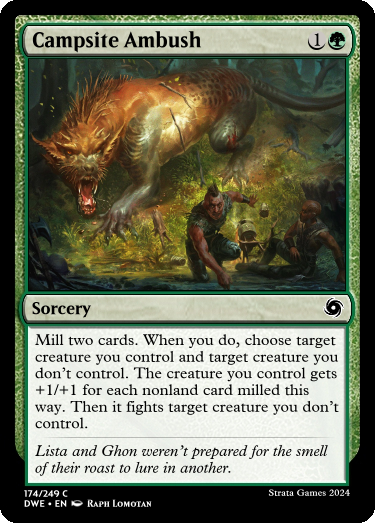 Campsite Ambush 1
Sorcery
Mill two cards. When you do, choose target
creature you control and target creature you
don't control. The creature you control gets
+1/+1 for each nonland card milled this
way. Then it fights target creature you don't
control.
Lista and Ghon weren't prepared for the smell
of their roast to lure in another.
174/249 C
DWE • EN Raph Lomotan
Strata Games 2024